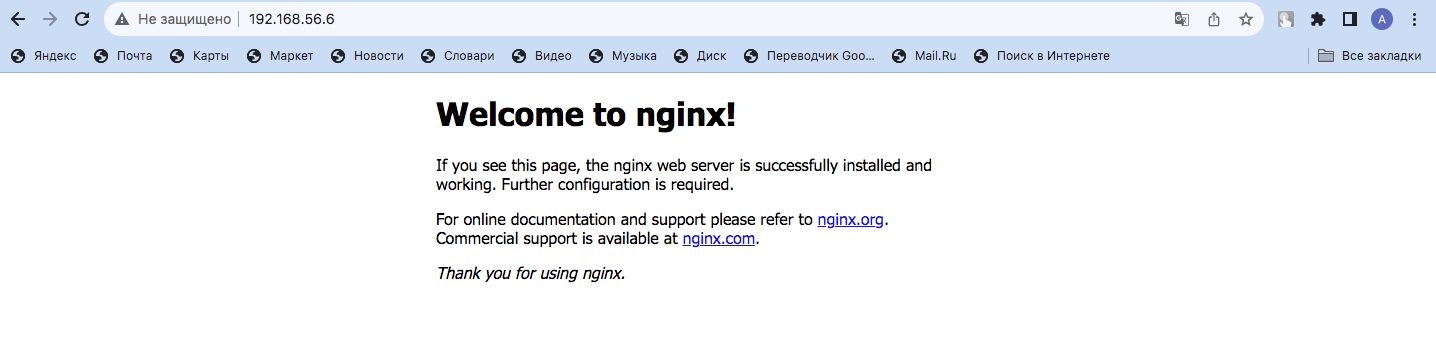 Не защищено 192.168.56.6
A
Яндекс Почта Карты Маркет Новости Словари Видео Музыка Диск Переводчик Goo... Mail.Ru Поиск в Интернете Все закладки
Welcome to nginx!
If you see this page, the nginx web server is successfully installed and
working. Further configuration is required.
For online documentation and support please refer to nginx.org.
Commercial support is available at nginx.com.
Thank you for using nginx.